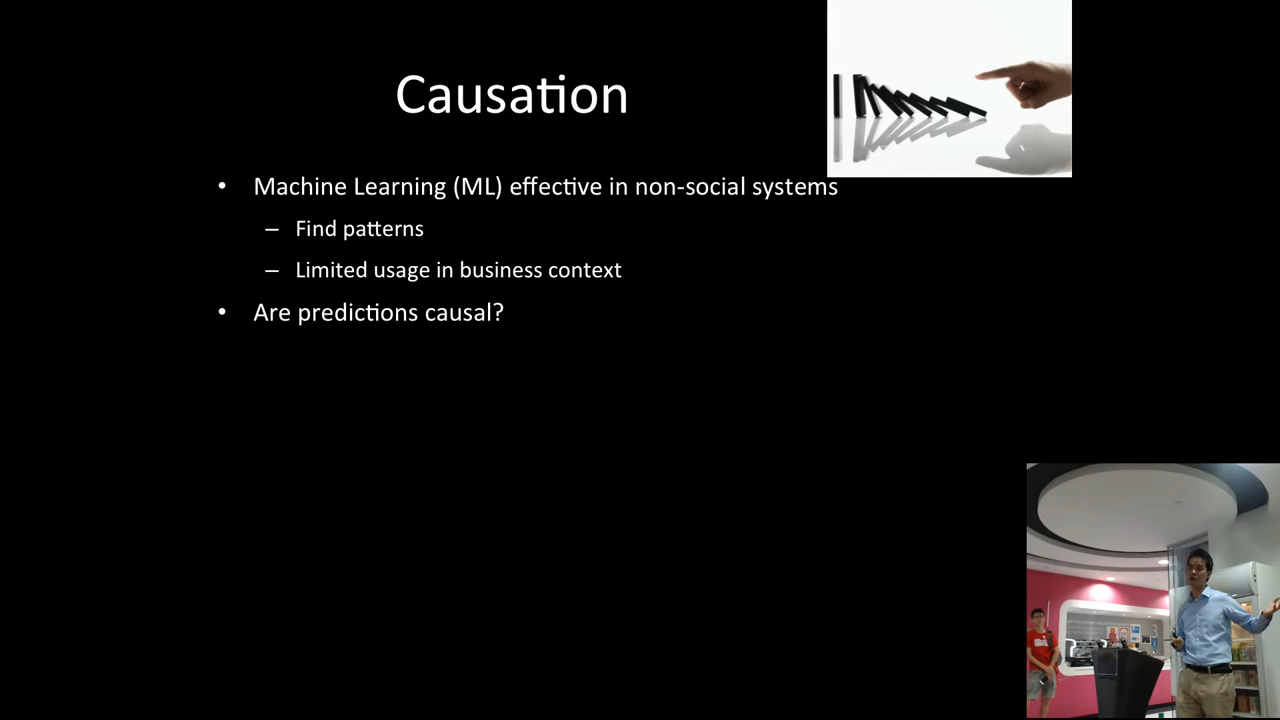 Causation
• Machine Learning (ML) effective in non-social systems
– Find patterns
– Limited usage in business context
• Are predictions causal?